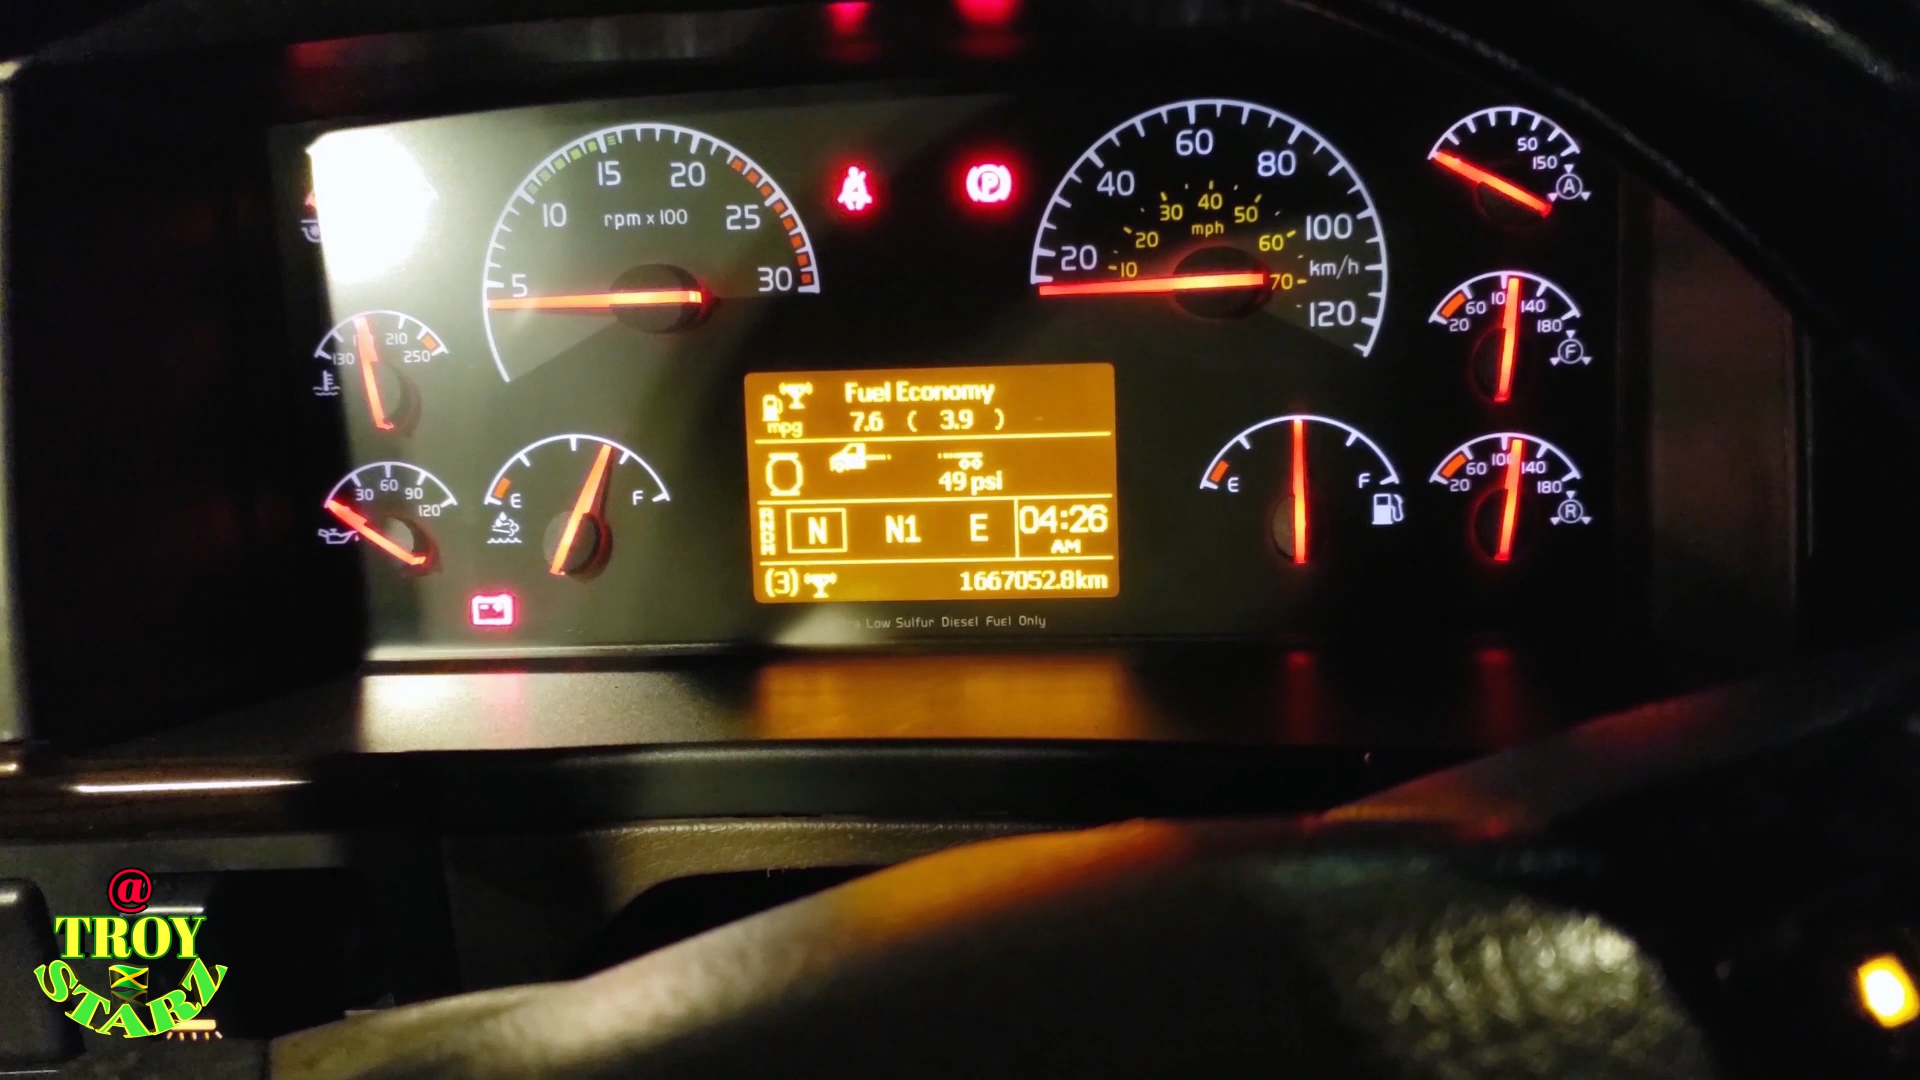 5
10
15
20
25
30
rpm x 100
P
20
40
60
80
100
120
km/h
10
20
30
40
50
60
70
mph
50
150
A
130
210
250
60
20
140
180
F
30
60
90
120
E
F
E
F
60
20
100
140
180
R
Fuel Economy
mpg 7.6 ( 3.9 )
49 psi
N N1 E 04:26
AM
(3) 1667052.8km
Low Sulfur Diesel Fuel Only
@
TROY
STARZ